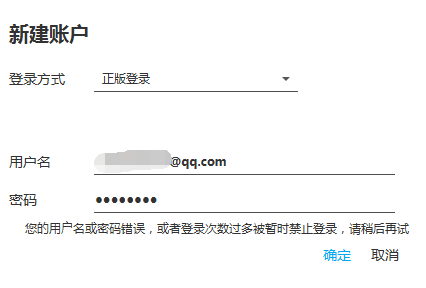 新建账户
登录方式 正版登录
用户名 @qq.com
密码 ●●●●●●●●
您的用户名或密码错误，或者登录次数过多被暂时禁止登录，请稍后再试
确定 取消